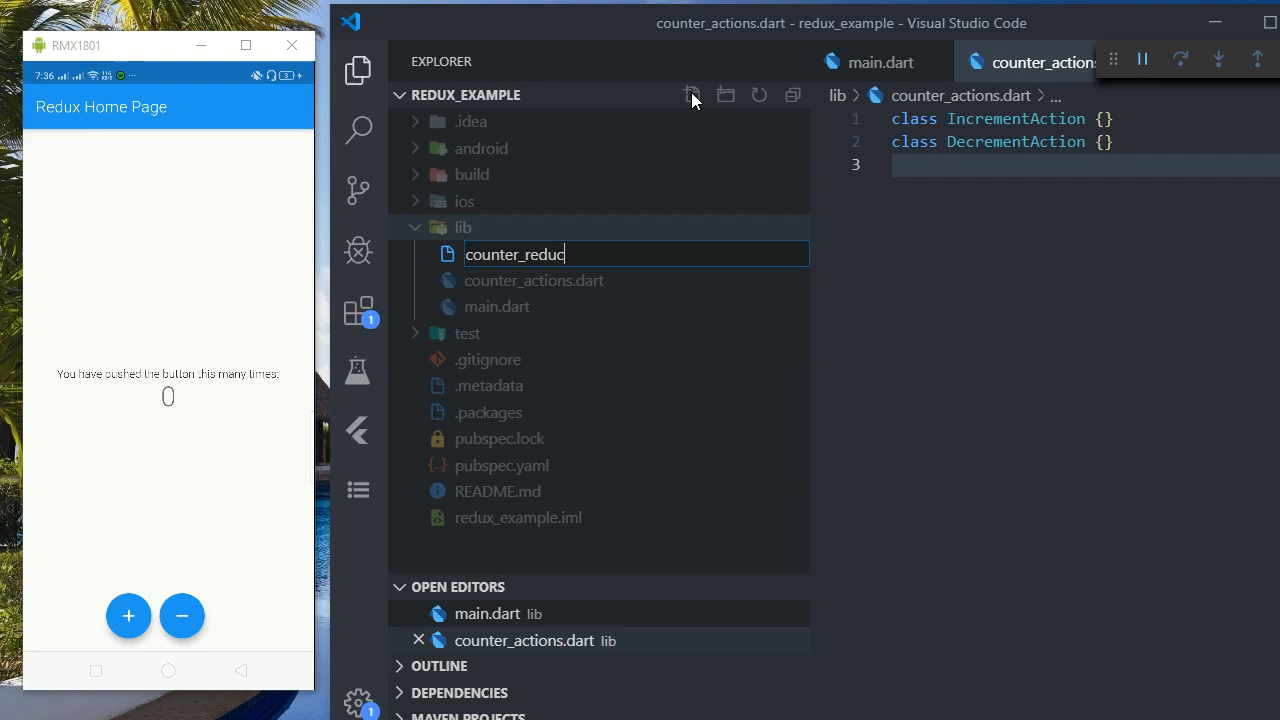 RMX1801
7:36
Redux Home Page
You have pushed the button this many times:
0
+
−
counter_actions.dart - redux_example - Visual Studio Code
EXPLORER
REDUX_EXAMPLE
.idea
android
build
ios
lib
counter_reduc
counter_actions.dart
main.dart
test
.gitignore
.metadata
.packages
pubspec.lock
pubspec.yaml
README.md
redux_example.iml
OPEN EDITORS
main.dart lib
counter_actions.dart lib
OUTLINE
DEPENDENCIES
MAVEN PROJECTS
1
1
main.dart
counter_actions
lib > counter_actions.dart > ...
1 class IncrementAction {}
2 class DecrementAction {}
3